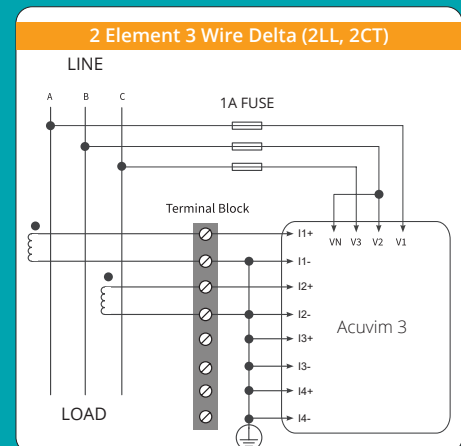 2 Element 3 Wire Delta (2LL, 2CT)
LINE
A B C
1A FUSE
Terminal Block
VN V3 V2 V1
I1+
I1-
I2+
I2-
I3+
I3-
I4+
I4-
Acuvim 3
LOAD